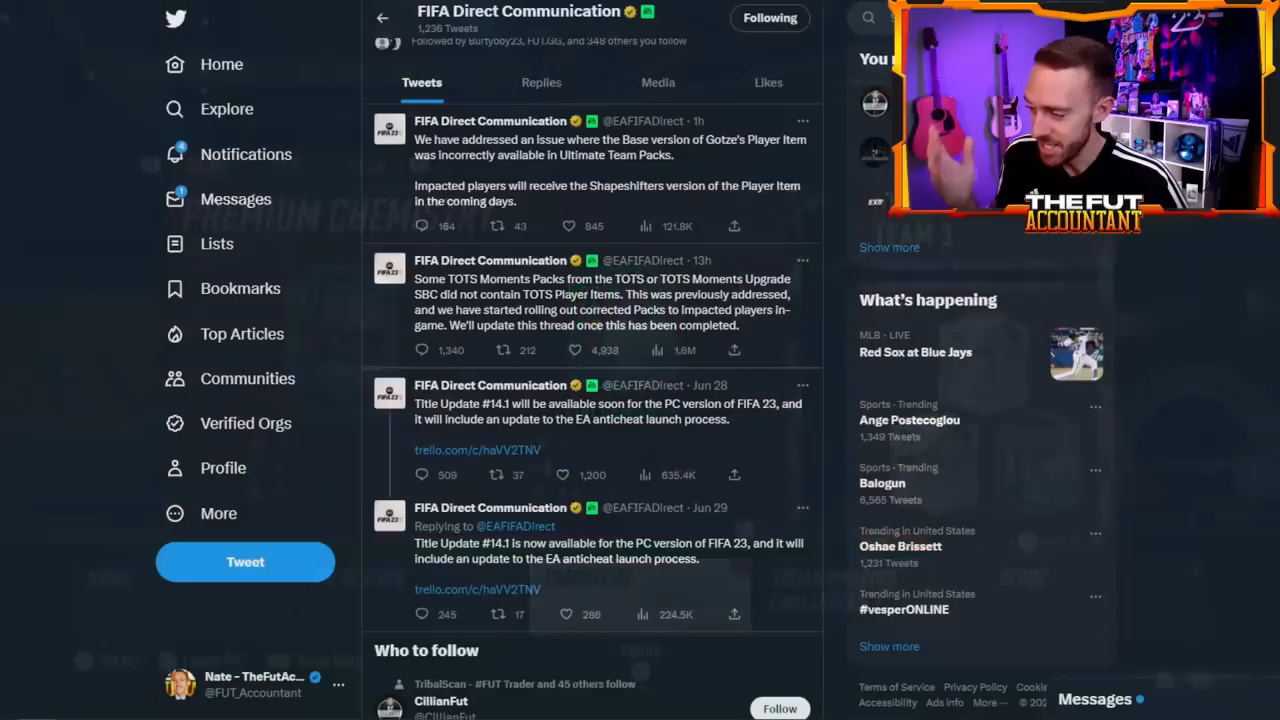 FIFA Direct Communication
1,236 Tweets
Following
Followed by Burtyboy23, FUT.GG, and 348 others you follow
Tweets
Replies
Media
Likes
Home
Explore
Notifications
4
Messages
1
Lists
Bookmarks
Top Articles
Communities
Verified Orgs
Profile
More
Tweet
Nate - TheFutAc...
@FUT_Accountant
FIFA Direct Communication @EAFIFADirect · 1h
We have addressed an issue where the Base version of Gotze's Player Item
was incorrectly available in Ultimate Team Packs.
Impacted players will receive the Shapeshifters version of the Player Item
in the coming days.
164 43 845 121.8K
FIFA Direct Communication @EAFIFADirect · 13h
Some TOTS Moments Packs from the TOTS or TOTS Moments Upgrade
SBC did not contain TOTS Player Items. This was previously addressed,
and we have started rolling out corrected Packs to impacted players in-
game. We'll update this thread once this has been completed.
1,340 212 4,938 1.6M
FIFA Direct Communication @EAFIFADirect · Jun 28
Title Update #14.1 will be available soon for the PC version of FIFA 23, and
it will include an update to the EA anticheat launch process.
trello.com/c/haVV2TNV
509 37 1,200 635.4K
FIFA Direct Communication @EAFIFADirect · Jun 29
Replying to @EAFIFADirect
Title Update #14.1 is now available for the PC version of FIFA 23, and it will
include an update to the EA anticheat launch process.
trello.com/c/haVV2TNV
245 17 286 224.5K
Who to follow
TribalScan - #FUT Trader and 45 others follow
CillianFut
@CillianFut
Follow
THE FUT
ACCOUNTANT
You
Show more
What's happening
MLB · LIVE
Red Sox at Blue Jays
Sports · Trending
Ange Postecoglou
1,349 Tweets
Sports · Trending
Balogun
6,565 Tweets
Trending in United States
Oshae Brissett
1,231 Tweets
Trending in United States
#vesperONLINE
Show more
Terms of Service Privacy Policy Cookie
Accessibility Ads info More ··· © 202
Messages
PREMIUM CHEM
TEAM 3